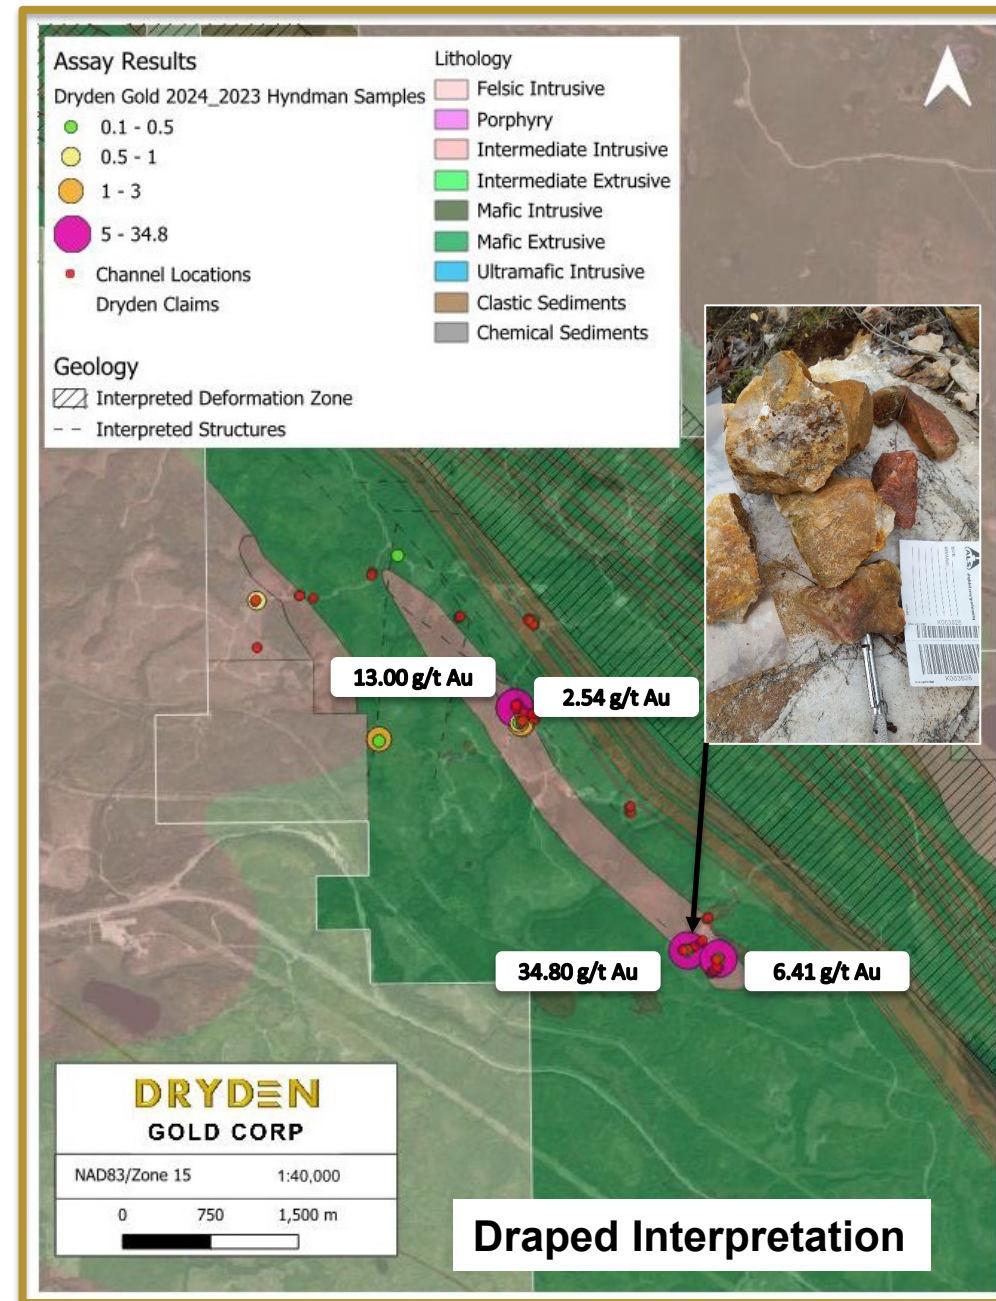 Assay Results
Dryden Gold 2024_2023 Hyndman Samples
0.1 - 0.5
0.5 - 1
1 - 3
5 - 34.8
Channel Locations
Dryden Claims
Geology
Interpreted Deformation Zone
Interpreted Structures
Lithology
Felsic Intrusive
Porphyry
Intermediate Intrusive
Intermediate Extrusive
Mafic Intrusive
Mafic Extrusive
Ultramafic Intrusive
Clastic Sediments
Chemical Sediments
ALS
K063626
K063626
13.00 g/t Au
2.54 g/t Au
34.80 g/t Au
6.41 g/t Au
DRYDEN
GOLD CORP
NAD83/Zone 15 1:40,000
0 750 1,500 m
Draped Interpretation